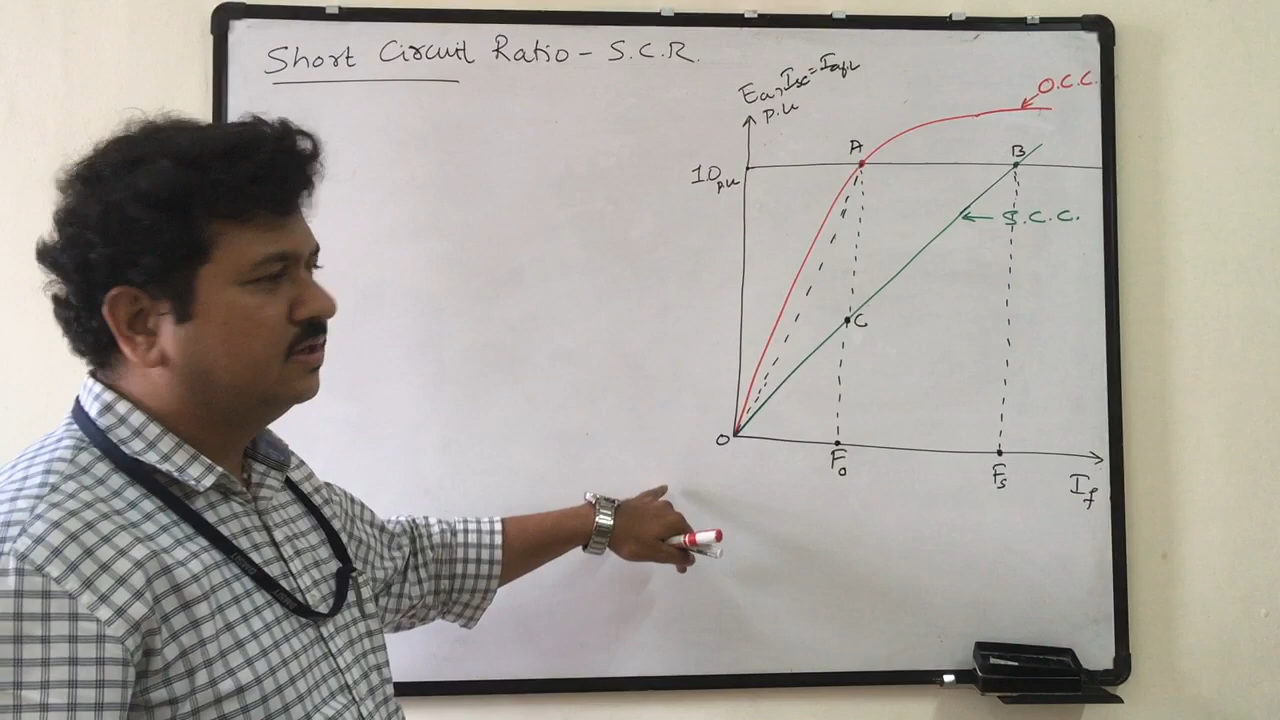 Short Circuit Ratio - S.C.R.
Ea, Isc = Iafl
p.u
O.C.C.
A
B
1.0 p.u
S.C.C.
C
O
Fo
Fs
If